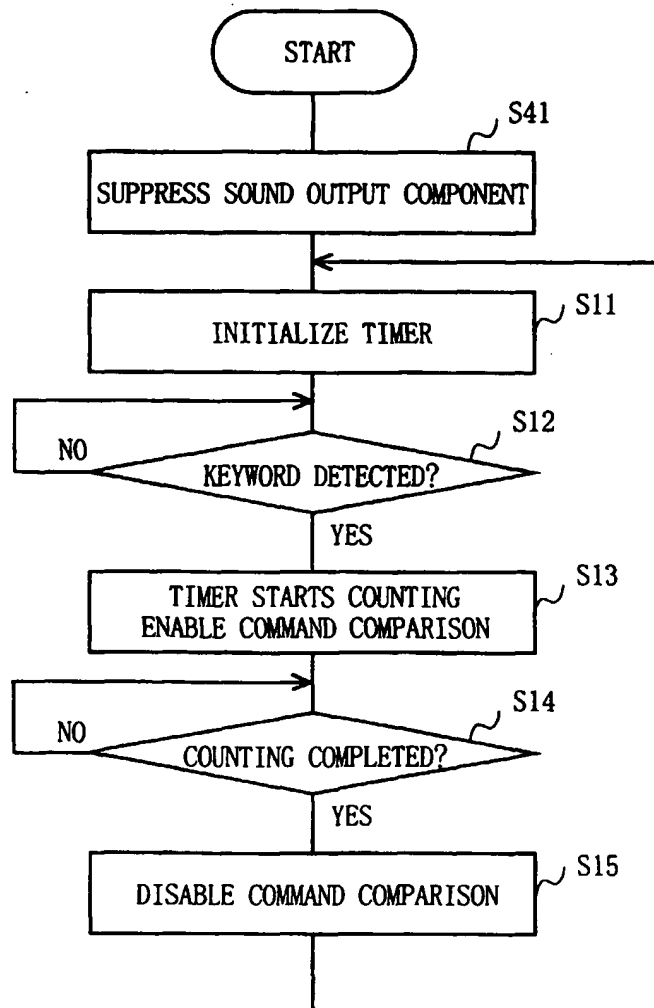 START
S41
SUPPRESS SOUND OUTPUT COMPONENT
S11
INITIALIZE TIMER
S12
NO
KEYWORD DETECTED?
YES
S13
TIMER STARTS COUNTING
ENABLE COMMAND COMPARISON
S14
NO
COUNTING COMPLETED?
YES
S15
DISABLE COMMAND COMPARISON